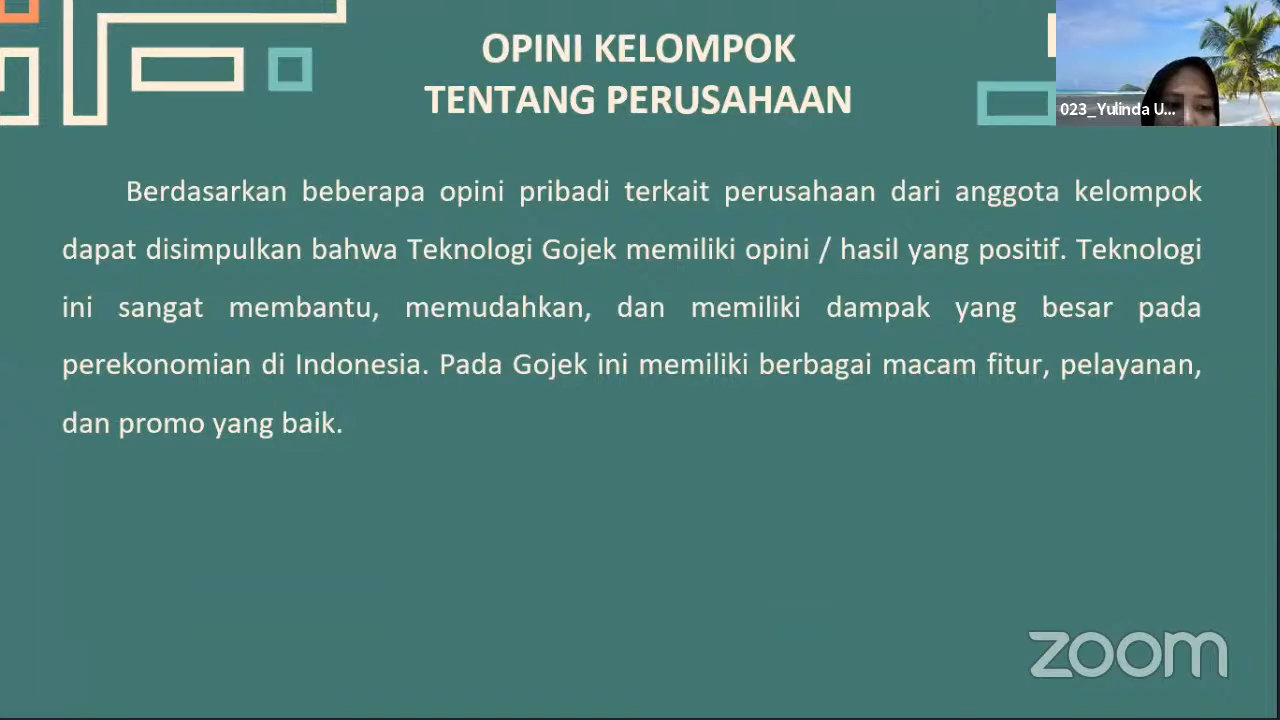 OPINI KELOMPOK
TENTANG PERUSAHAAN
023_Yulinda U...
Berdasarkan beberapa opini pribadi terkait perusahaan dari anggota kelompok
dapat disimpulkan bahwa Teknologi Gojek memiliki opini / hasil yang positif. Teknologi
ini sangat membantu, memudahkan, dan memiliki dampak yang besar pada
perekonomian di Indonesia. Pada Gojek ini memiliki berbagai macam fitur, pelayanan,
dan promo yang baik.
zoom